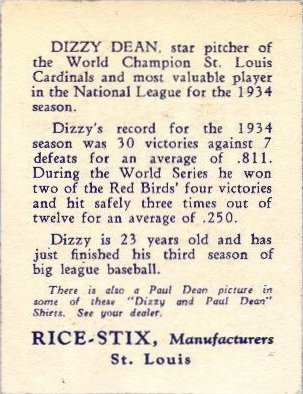 DIZZY DEAN, star pitcher of
the World Champion St. Louis
Cardinals and most valuable player
in the National League for the 1934
season.
Dizzy's record for the 1934
season was 30 victories against 7
defeats for an average of .811.
During the World Series he won
two of the Red Birds' four victories
and hit safely three times out of
twelve for an average of .250.
Dizzy is 23 years old and has
just finished his third season of
big league baseball.
There is also a Paul Dean picture in
some of these "Dizzy and Paul Dean"
Shirts. See your dealer.
RICE-STIX, Manufacturers
St. Louis